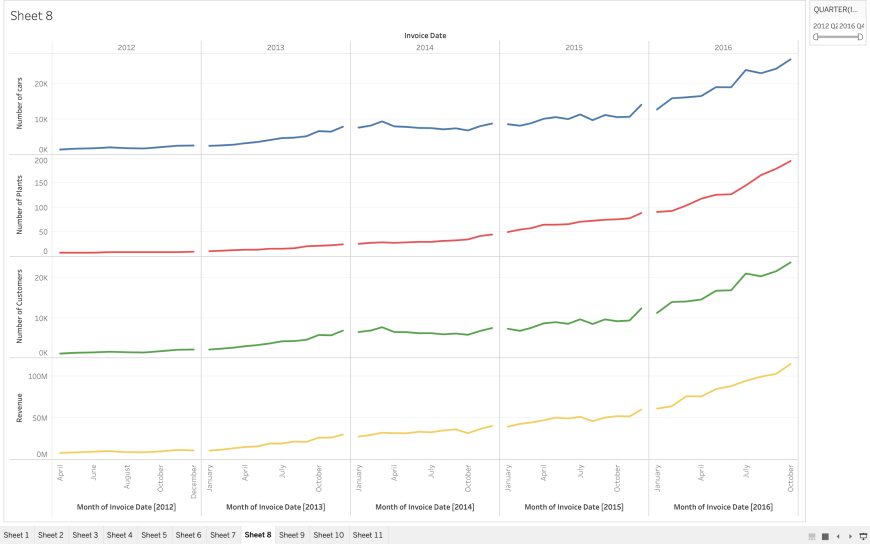 Sheet 8
QUARTER(I...
2012 Q2 2016 Q4
Invoice Date
2012 2013 2014 2015 2016
Number of cars
20K
10K
0K
Number of Plants
200
150
100
50
0
Number of Customers
20K
10K
0K
Revenue
100M
50M
0M
April June August October December January April July October January April July October January April July October January April July October
Month of Invoice Date [2012] Month of Invoice Date [2013] Month of Invoice Date [2014] Month of Invoice Date [2015] Month of Invoice Date [2016]
Sheet 1 Sheet 2 Sheet 3 Sheet 4 Sheet 5 Sheet 6 Sheet 7 Sheet 8 Sheet 9 Sheet 10 Sheet 11